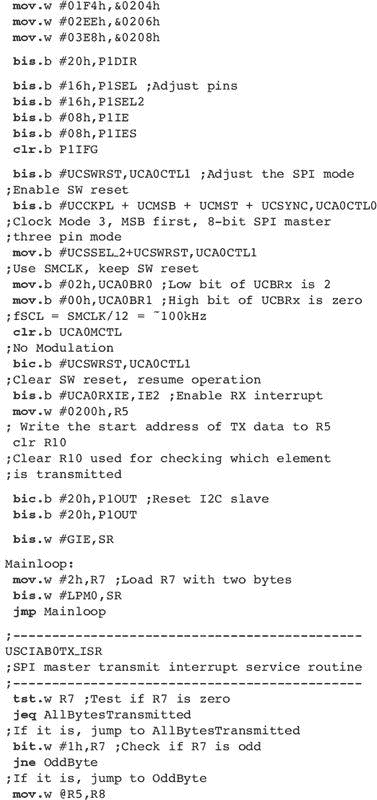 mov.w #01F4h,&0204h
mov.w #02EEh,&0206h
mov.w #03E8h,&0208h
bis.b #20h,P1DIR
bis.b #16h,P1SEL ;Adjust pins
bis.b #16h,P1SEL2
bis.b #08h,P1IE
bis.b #08h,P1IES
clr.b P1IFG
bis.b #UCSWRST,UCA0CTL1 ;Adjust the SPI mode
;Enable SW reset
bis.b #UCCKPL + UCMSB + UCMST + UCSYNC,UCA0CTL0
;Clock Mode 3, MSB first, 8-bit SPI master
;three pin mode
mov.b #UCSSEL_2+UCSWRST,UCA0CTL1
;Use SMCLK, keep SW reset
mov.b #02h,UCA0BR0 ;Low bit of UCBRx is 2
mov.b #00h,UCA0BR1 ;High bit of UCBRx is zero
;fSCL = SMCLK/12 = ~100kHz
clr.b UCA0MCTL
;No Modulation
bic.b #UCSWRST,UCA0CTL1
;Clear SW reset, resume operation
bis.b #UCA0RXIE,IE2 ;Enable RX interrupt
mov.w #0200h,R5
; Write the start address of TX data to R5
clr R10
;Clear R10 used for checking which element
;is transmitted
bic.b #20h,P1OUT ;Reset I2C slave
bis.b #20h,P1OUT
bis.w #GIE,SR
Mainloop:
mov.w #2h,R7 ;Load R7 with two bytes
bis.w #LPM0,SR
jmp Mainloop
;------------------------------------------
USCIAB0TX_ISR
;SPI master transmit interrupt service routine
;------------------------------------------
tst.w R7 ;Test if R7 is zero
jeq AllBytesTransmitted
;If it is, jump to AllBytesTransmitted
bit.w #1h,R7 ;Check if R7 is odd
jne OddByte
;If it is, jump to OddByte
mov.w @R5,R8